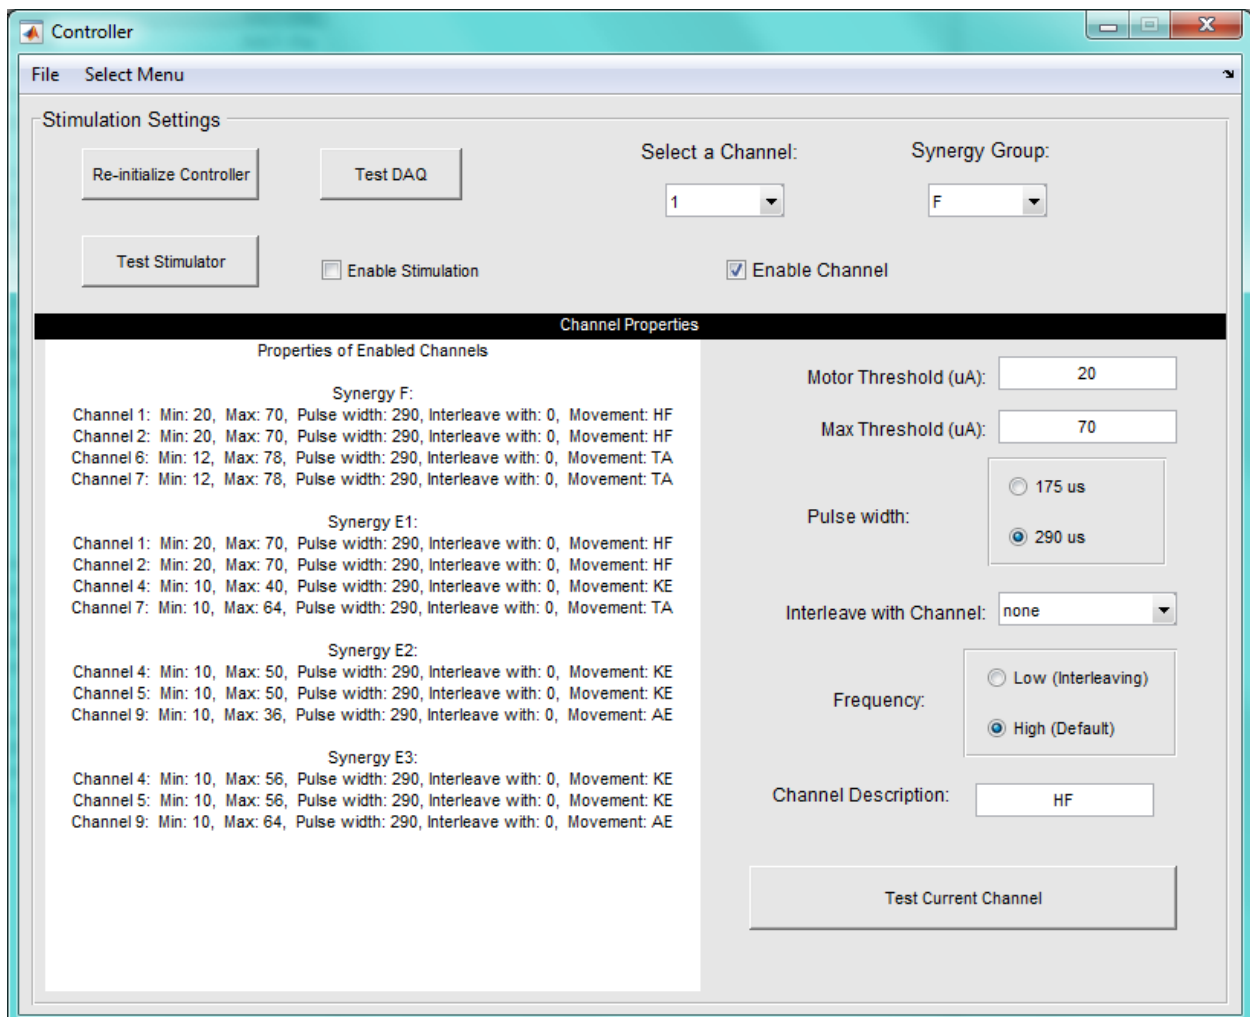 Controller
File Select Menu
Stimulation Settings
Re-initialize Controller
Test DAQ
Select a Channel:
Synergy Group:
1
F
Test Stimulator
Enable Stimulation
Enable Channel
Channel Properties
Properties of Enabled Channels
Synergy F:
Channel 1: Min: 20, Max: 70, Pulse width: 290, Interleave with: 0, Movement: HF
Channel 2: Min: 20, Max: 70, Pulse width: 290, Interleave with: 0, Movement: HF
Channel 6: Min: 12, Max: 78, Pulse width: 290, Interleave with: 0, Movement: TA
Channel 7: Min: 12, Max: 78, Pulse width: 290, Interleave with: 0, Movement: TA
Synergy E1:
Channel 1: Min: 20, Max: 70, Pulse width: 290, Interleave with: 0, Movement: HF
Channel 2: Min: 20, Max: 70, Pulse width: 290, Interleave with: 0, Movement: HF
Channel 4: Min: 10, Max: 40, Pulse width: 290, Interleave with: 0, Movement: KE
Channel 7: Min: 10, Max: 64, Pulse width: 290, Interleave with: 0, Movement: TA
Synergy E2:
Channel 4: Min: 10, Max: 50, Pulse width: 290, Interleave with: 0, Movement: KE
Channel 5: Min: 10, Max: 50, Pulse width: 290, Interleave with: 0, Movement: KE
Channel 9: Min: 10, Max: 36, Pulse width: 290, Interleave with: 0, Movement: AE
Synergy E3:
Channel 4: Min: 10, Max: 56, Pulse width: 290, Interleave with: 0, Movement: KE
Channel 5: Min: 10, Max: 56, Pulse width: 290, Interleave with: 0, Movement: KE
Channel 9: Min: 10, Max: 64, Pulse width: 290, Interleave with: 0, Movement: AE
Motor Threshold (uA): 20
Max Threshold (uA): 70
Pulse width:
175 us
290 us
Interleave with Channel: none
Frequency:
Low (Interleaving)
High (Default)
Channel Description: HF
Test Current Channel